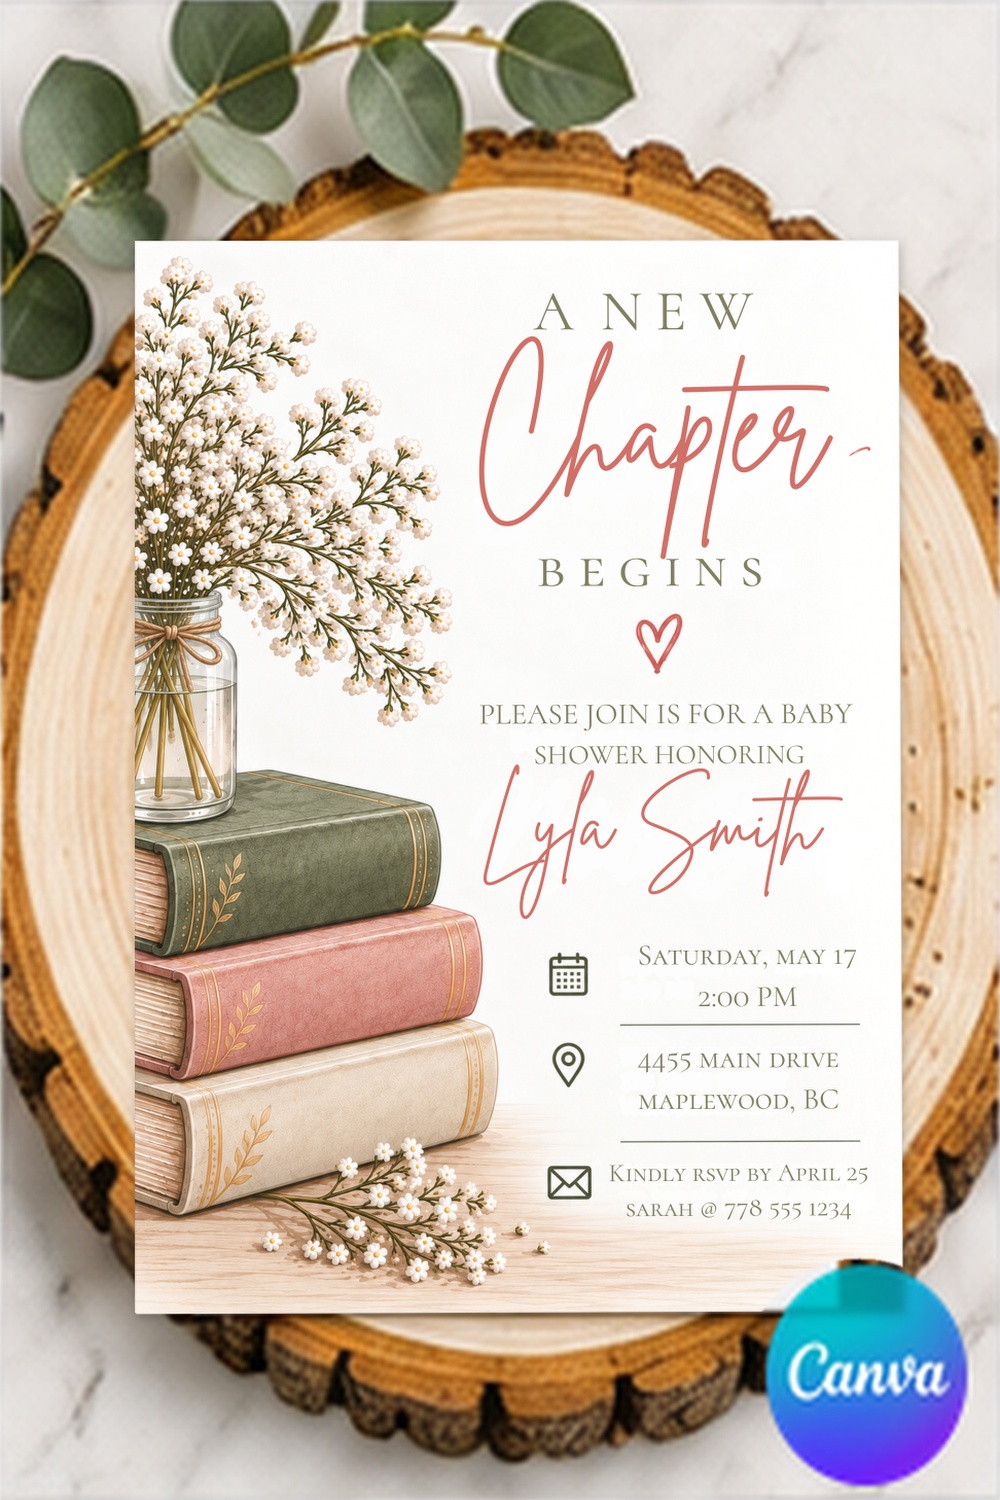 A NEW
Chapter
BEGINS
PLEASE JOIN IS FOR A BABY
SHOWER HONORING
Lyla Smith
SATURDAY, MAY 17
2:00 PM
4455 MAIN DRIVE
MAPLEWOOD, BC
KINDLY RSVP BY APRIL 25
SARAH @ 778 555 1234
Canva